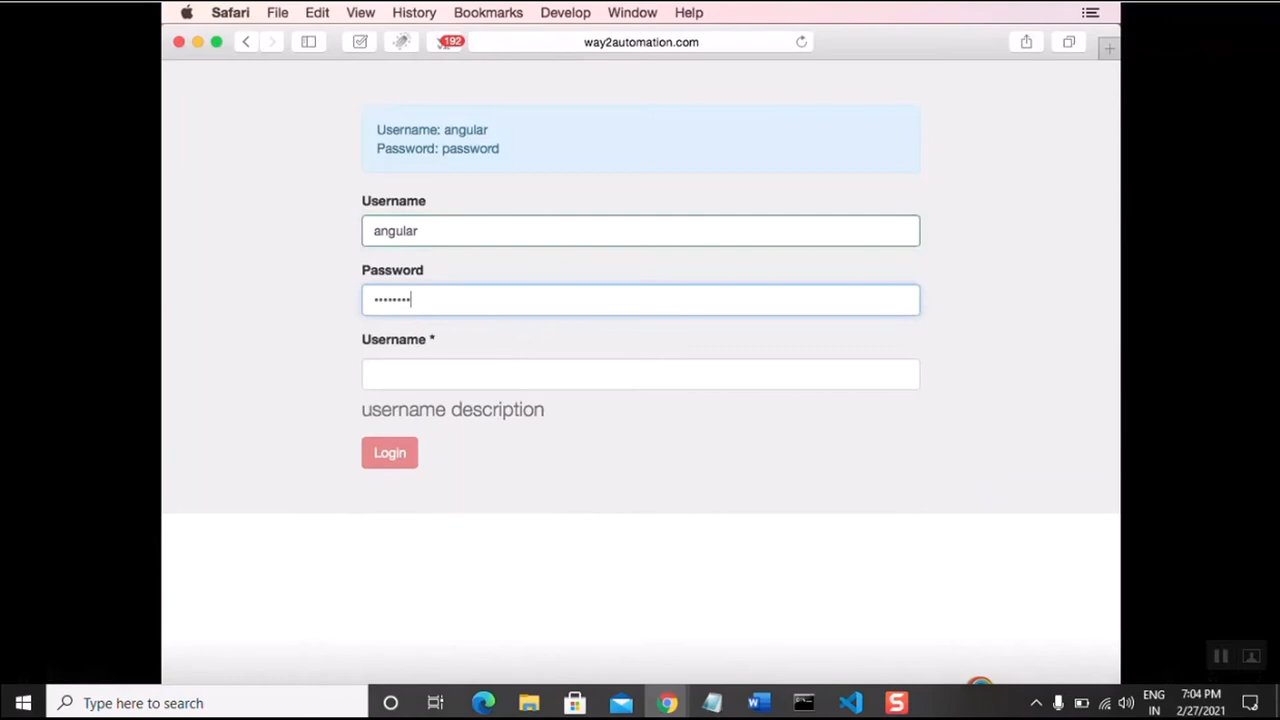 Safari File Edit View History Bookmarks Develop Window Help
192 way2automation.com
Username: angular
Password: password
Username
angular
Password
••••••••
Username *
username description
Login
Type here to search
ENG
IN
7:04 PM
2/27/2021